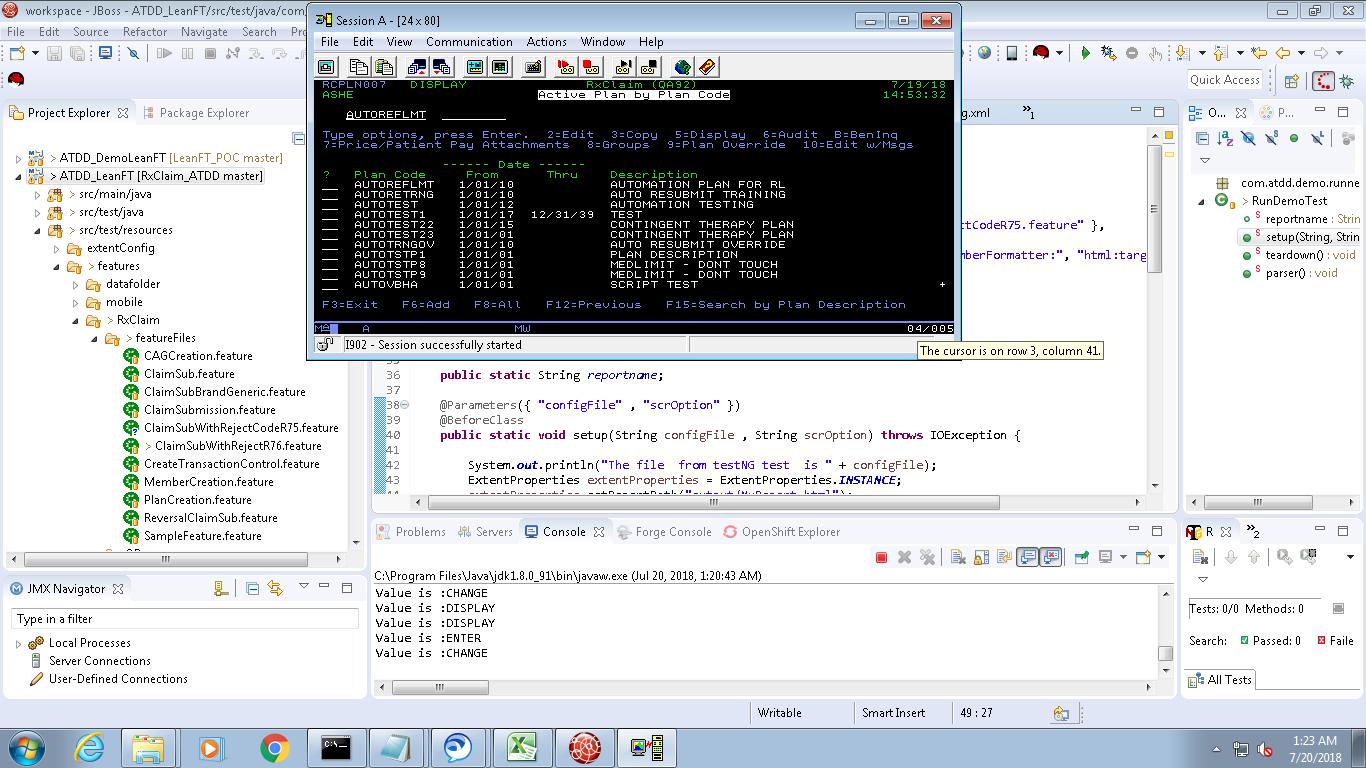 workspace - JBoss - ATDD_LeanFT/src/test/java/com
File Edit Source Refactor Navigate Search Pr
Quick Access
Project Explorer
Package Explorer
> ATDD_DemoLeanFT [LeanFT_POC master]
> ATDD_LeanFT [RxClaim_ATDD master]
> src/main/java
> src/test/java
> src/test/resources
extentConfig
> features
datafolder
mobile
> RxClaim
> featureFiles
CAGCreation.feature
ClaimSub.feature
ClaimSubBrandGeneric.feature
ClaimSubmission.feature
ClaimSubWithRejectCodeR75.feature
> ClaimSubWithRejectR76.feature
CreateTransactionControl.feature
MemberCreation.feature
PlanCreation.feature
ReversalClaimSub.feature
SampleFeature.feature
JMX Navigator
Type in a filter
Local Processes
Server Connections
User-Defined Connections
Session A - [24 x 80]
File Edit View Communication Actions Window Help
RCPLN007 DISPLAY RxClaim (QA92) 7/19/18
ASHE Active Plan by Plan Code 14:53:32
AUTOREFLMT
Type options, press Enter. 2=Edit 3=Copy 5=Display 6=Audit B=BenInq
7=Price/Patient Pay Attachments 8=Groups 9=Plan Override 10=Edit w/Msgs
------ Date ------
? Plan Code From Thru Description
AUTOREFLMT 1/01/10 AUTOMATION PLAN FOR RL
AUTORETRNG 1/01/10 AUTO RESUBMIT TRAINING
AUTOTEST 1/01/12 AUTOMATION TESTING
AUTOTEST1 1/01/17 12/31/39 TEST
AUTOTEST22 1/01/15 CONTINGENT THERAPY PLAN
AUTOTEST23 1/01/01 CONTINGENT THERAPY PLAN
AUTOTRNGOV 1/01/10 AUTO RESUBMIT OVERRIDE
AUTOTSTP1 1/01/01 PLAN DESCRIPTION
AUTOTSTP8 1/01/01 MEDLIMIT - DONT TOUCH
AUTOTSTP9 1/01/01 MEDLIMIT - DONT TOUCH
AUTOVBHA 1/01/01 SCRIPT TEST +
F3=Exit F6=Add F8=All F12=Previous F15=Search by Plan Description
MA A MW 04/005
I902 - Session successfully started
The cursor is on row 3, column 41.
g.xml
1
ctCodeR75.feature" },
mberFormatter:", "html:targ
36 public static String reportname;
37
38 @Parameters({ "configFile" , "scrOption" })
39 @BeforeClass
40 public static void setup(String configFile , String scrOption) throws IOException {
41
42 System.out.println("The file from testNG test is " + configFile);
43 ExtentProperties extentProperties = ExtentProperties.INSTANCE;
Problems Servers Console Forge Console OpenShift Explorer
C:\Program Files\Java\jdk1.8.0_91\bin\javaw.exe (Jul 20, 2018, 1:20:43 AM)
Value is :CHANGE
Value is :DISPLAY
Value is :DISPLAY
Value is :ENTER
Value is :CHANGE
O... P...
com.atdd.demo.runne
> RunDemoTest
reportname : Strin
setup(String, Strin
teardown() : void
parser() : void
R 2
Tests: 0/0 Methods: 0
Search: Passed: 0 Faile
All Tests
Writable Smart Insert 49 : 27
1:23 AM
7/20/2018